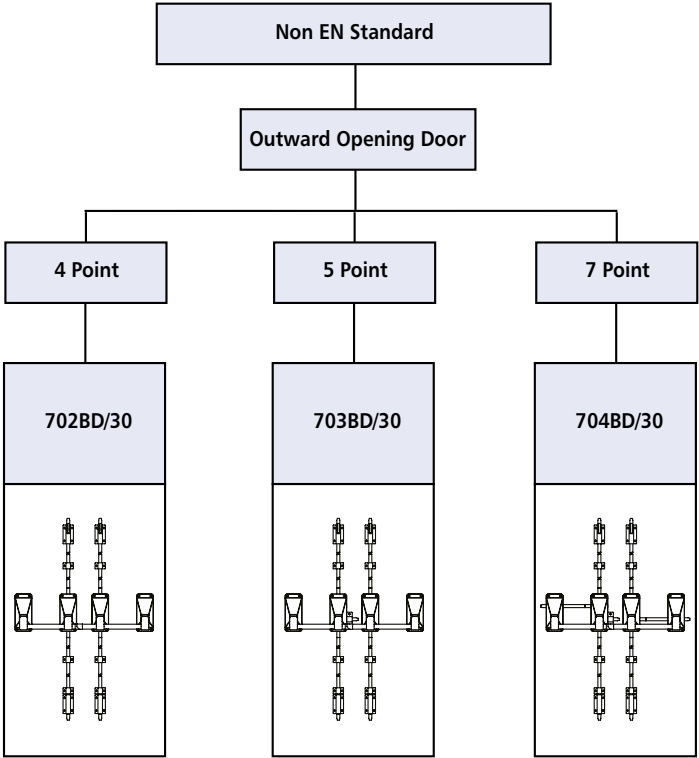 Non EN Standard
Outward Opening Door
4 Point
5 Point
7 Point
702BD/30
703BD/30
704BD/30